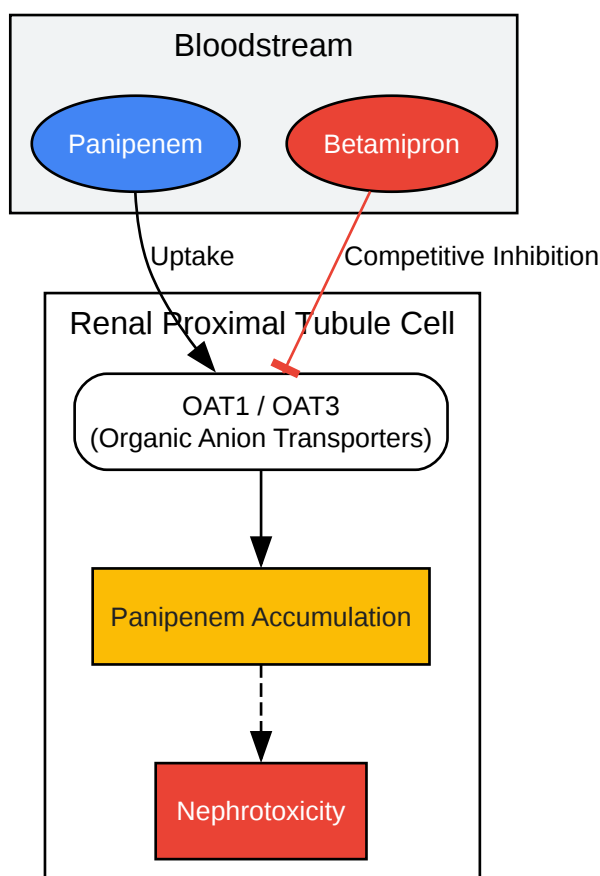 Bloodstream
Panipenem
Betamipron
Uptake
Competitive Inhibition
Renal Proximal Tubule Cell
OAT1 / OAT3
(Organic Anion Transporters)
Panipenem Accumulation
Nephrotoxicity